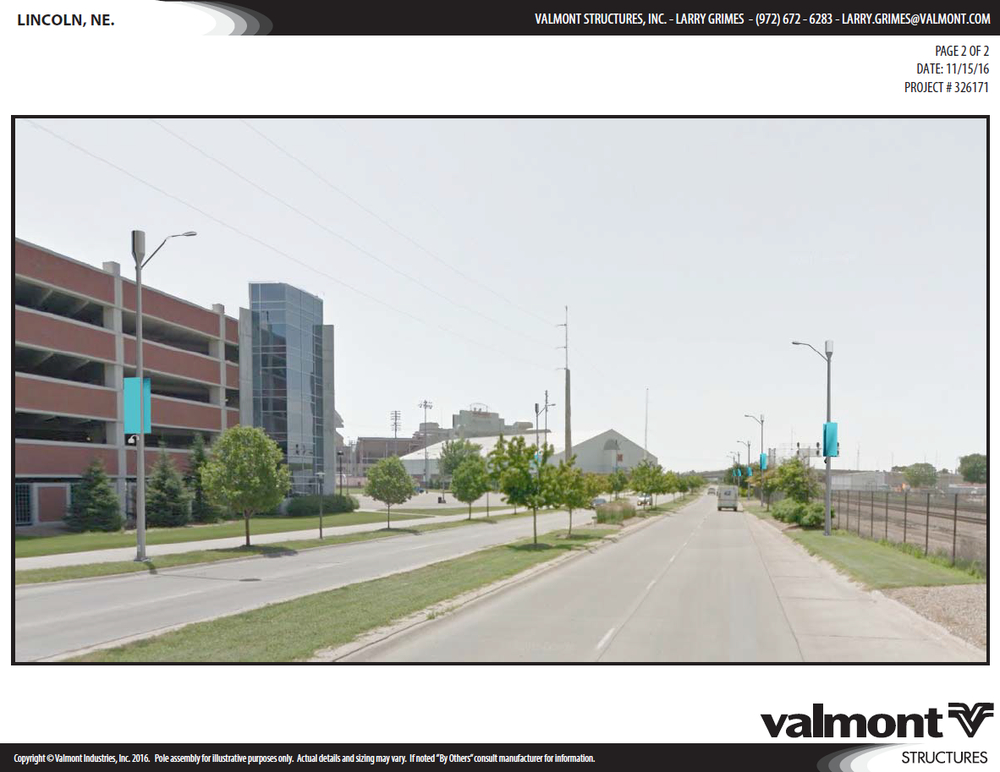 LINCOLN, NE.
VALMONT STRUCTURES, INC. - LARRY GRIMES - (972) 672 - 6283 - LARRY.GRIMES@VALMONT.COM
PAGE 2 OF 2
DATE: 11/15/16
PROJECT # 326171
valmont
STRUCTURES
Copyright © Valmont Industries, Inc. 2016. Pole assembly for illustrative purposes only. Actual details and sizing may vary. If noted "By Others" consult manufacturer for information.